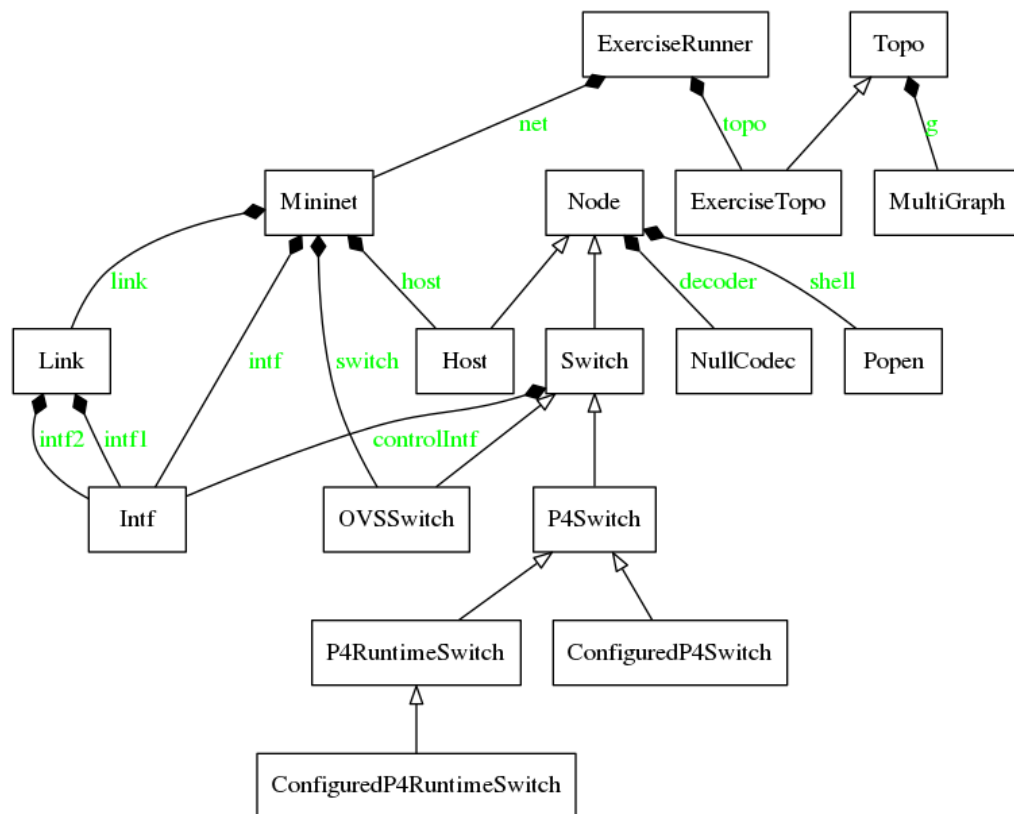 ExerciseRunner
Topo
net
topo
g
Mininet
Node
ExerciseTopo
MultiGraph
link
host
decoder
shell
Link
intf
switch
Host
Switch
NullCodec
Popen
intf2
intf1
controlIntf
Intf
OVSSwitch
P4Switch
P4RuntimeSwitch
ConfiguredP4Switch
ConfiguredP4RuntimeSwitch